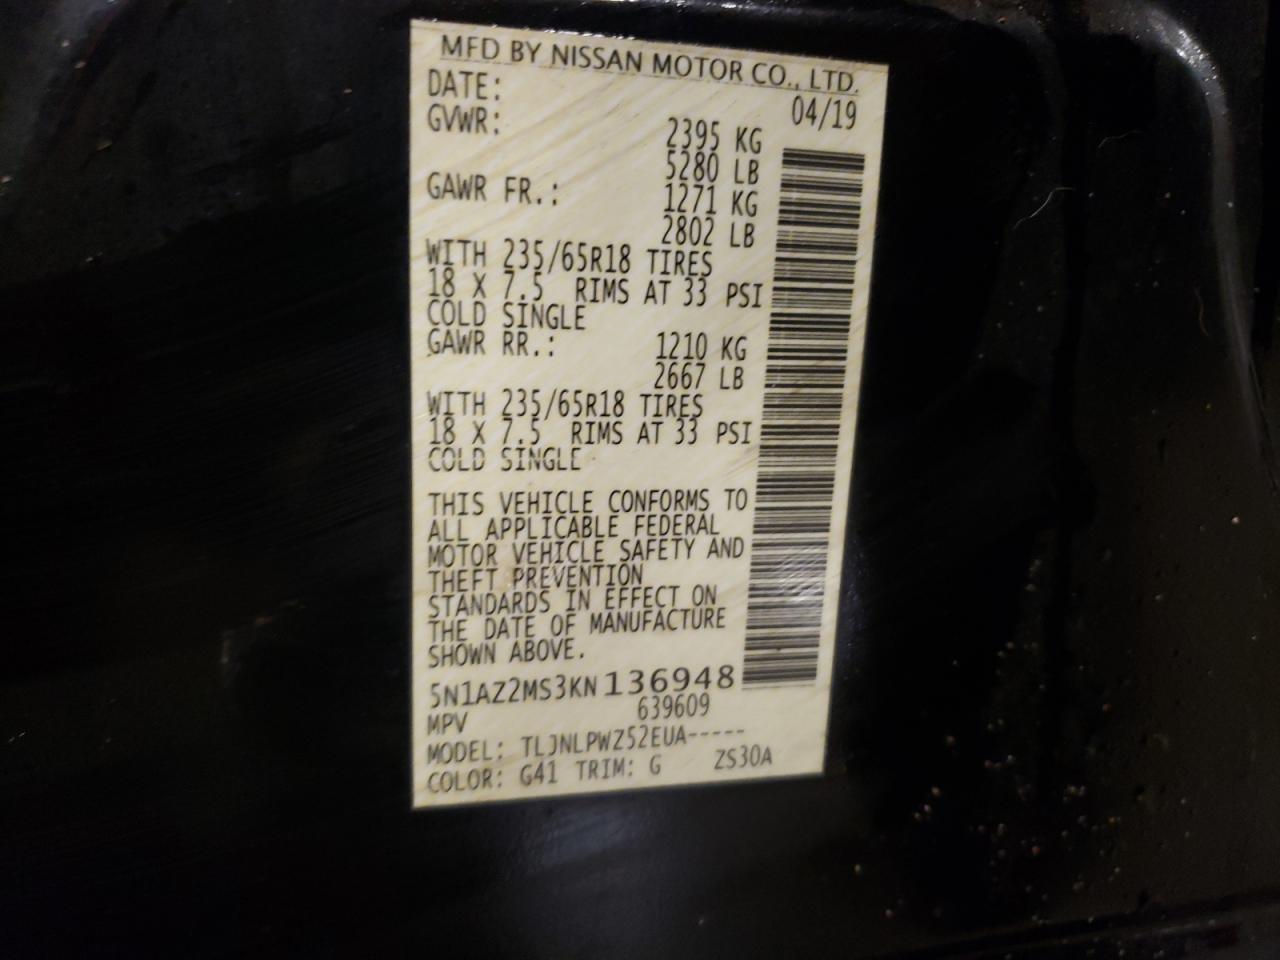 MFD BY NISSAN MOTOR CO., LTD.
DATE: 04/19
GVWR: 2395 KG
5280 LB
GAWR FR.: 1271 KG
2802 LB
WITH 235/65R18 TIRES
18 X 7.5 RIMS AT 33 PSI
COLD SINGLE
GAWR RR.: 1210 KG
2667 LB
WITH 235/65R18 TIRES
18 X 7.5 RIMS AT 33 PSI
COLD SINGLE
THIS VEHICLE CONFORMS TO
ALL APPLICABLE FEDERAL
MOTOR VEHICLE SAFETY AND
THEFT PREVENTION
STANDARDS IN EFFECT ON
THE DATE OF MANUFACTURE
SHOWN ABOVE.
5N1AZ2MS3KN136948
MPV 639609
MODEL: TLJNLPWZ52EUA-----
COLOR: G41 TRIM: G ZS30A